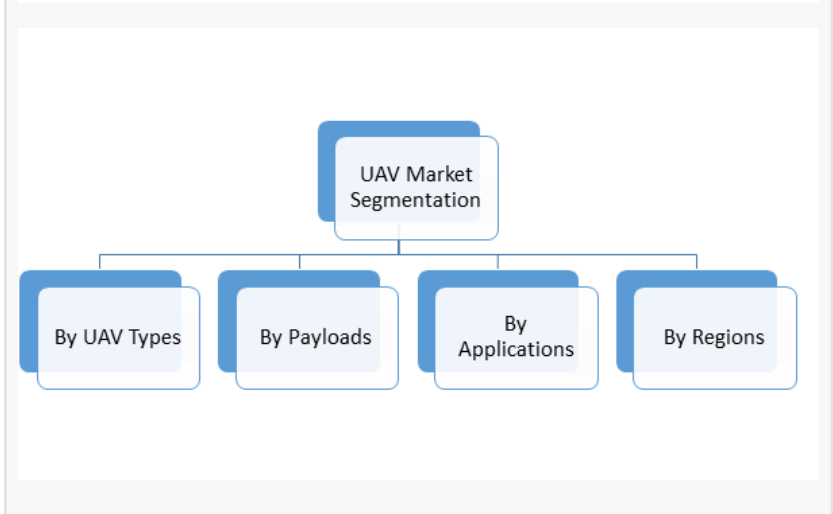 UAV Market
Segmentation
By UAV Types
By Payloads
By
Applications
By Regions